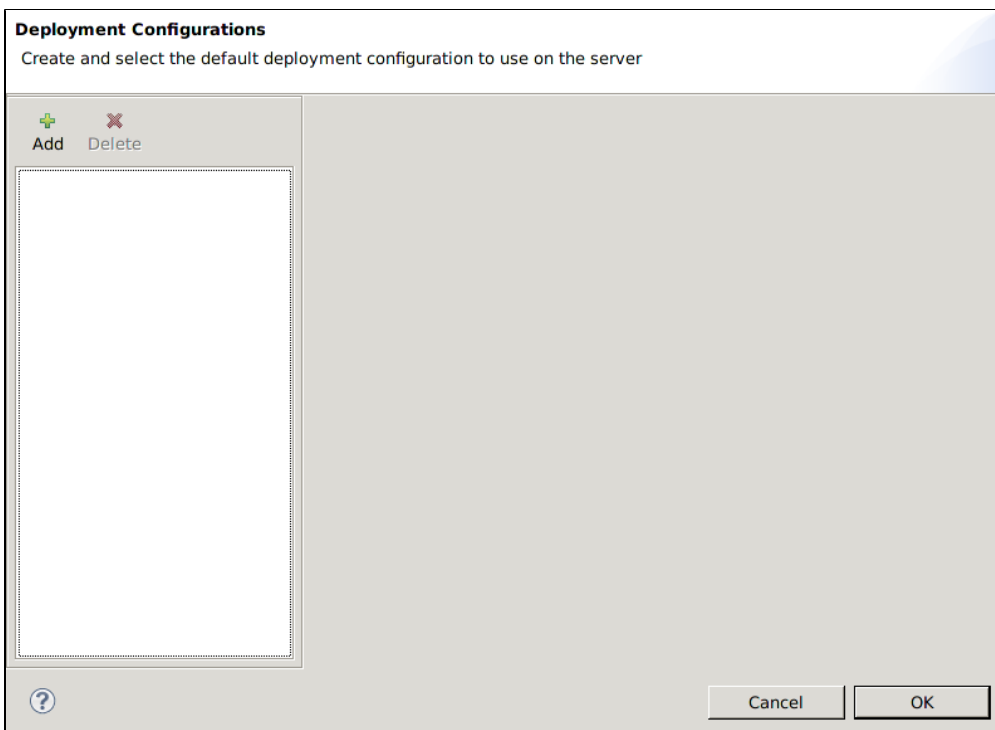 Deployment Configurations
Create and select the default deployment configuration to use on the server
Add Delete
?
Cancel OK